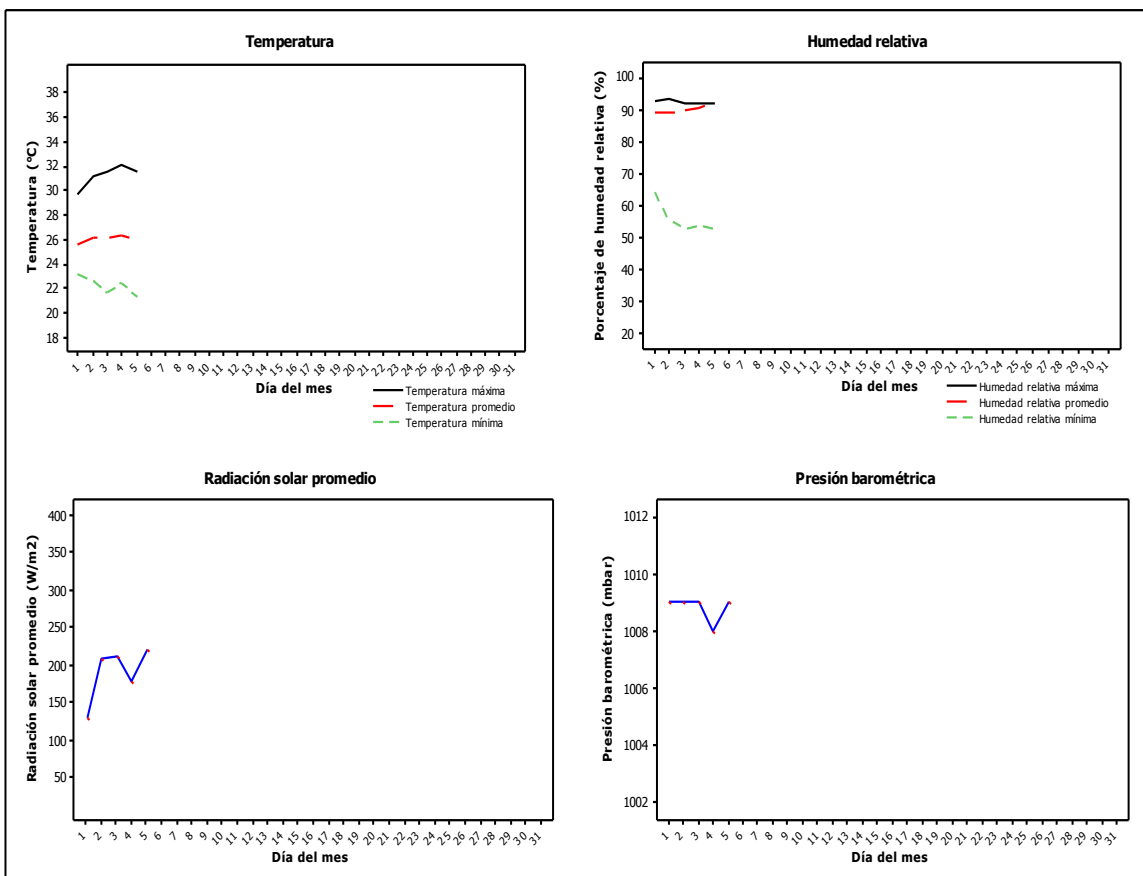 Temperatura
Temperatura (°C)
38
36
34
32
30
28
26
24
22
20
18
1 2 3 4 5 6 7 8 9 10 11 12 13 14 15 16 17 18 19 20 21 22 23 24 25 26 27 28 29 30 31
Día del mes
Temperatura máxima
Temperatura promedio
Temperatura mínima
Humedad relativa
Porcentaje de humedad relativa (%)
100
90
80
70
60
50
40
30
20
1 2 3 4 5 6 7 8 9 10 11 12 13 14 15 16 17 18 19 20 21 22 23 24 25 26 27 28 29 30 31
Día del mes
Humedad relativa máxima
Humedad relativa promedio
Humedad relativa mínima
Radiación solar promedio
Radiación solar promedio (W/m2)
400
350
300
250
200
150
100
50
1 2 3 4 5 6 7 8 9 10 11 12 13 14 15 16 17 18 19 20 21 22 23 24 25 26 27 28 29 30 31
Día del mes
Presión barométrica
Presión barométrica (mbar)
1012
1010
1008
1006
1004
1002
1 2 3 4 5 6 7 8 9 10 11 12 13 14 15 16 17 18 19 20 21 22 23 24 25 26 27 28 29 30 31
Día del mes